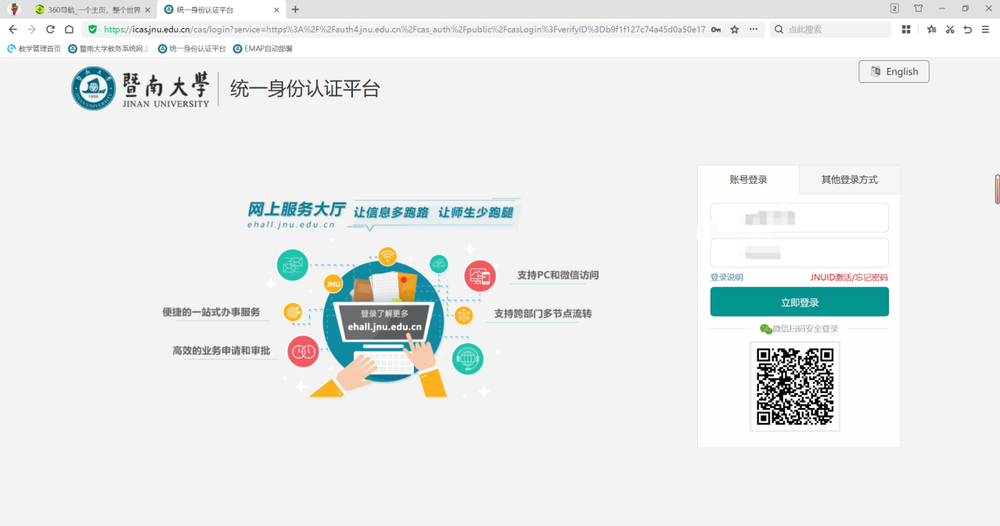 360导航_一个主页，整个世界
统一身份认证平台
2
https://icas.jnu.edu.cn/cas/login?service=https%3A%2F%2Fauth4.jnu.edu.cn%2Fcas_auth%2Fpublic%2FcasLogin%3FverifyID%3Db9f1f127c74a45d0a50e17
点此搜索
教学管理首页
暨南大学教务系统网上
统一身份认证平台
EMAP自动部署
暨南大學
JINAN UNIVERSITY
1906
统一身份认证平台
English
账号登录
其他登录方式
网上服务大厅
让信息多跑路 让师生少跑腿
ehall.jnu.edu.cn
JNU
支持PC和微信访问
便捷的一站式办事服务
登录了解更多
ehall.jnu.edu.cn
支持跨部门多节点流转
高效的业务申请和审批
登录说明
JNUID激活/忘记密码
立即登录
微信扫码安全登录